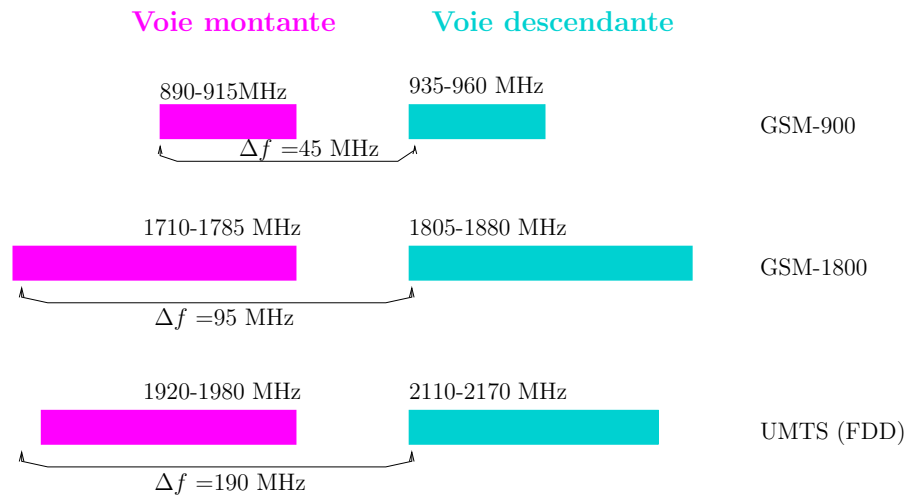 Voie montante Voie descendante
890-915MHz 935-960 MHz
GSM-900
Δf =45 MHz
1710-1785 MHz 1805-1880 MHz
GSM-1800
Δf =95 MHz
1920-1980 MHz 2110-2170 MHz
UMTS (FDD)
Δf =190 MHz